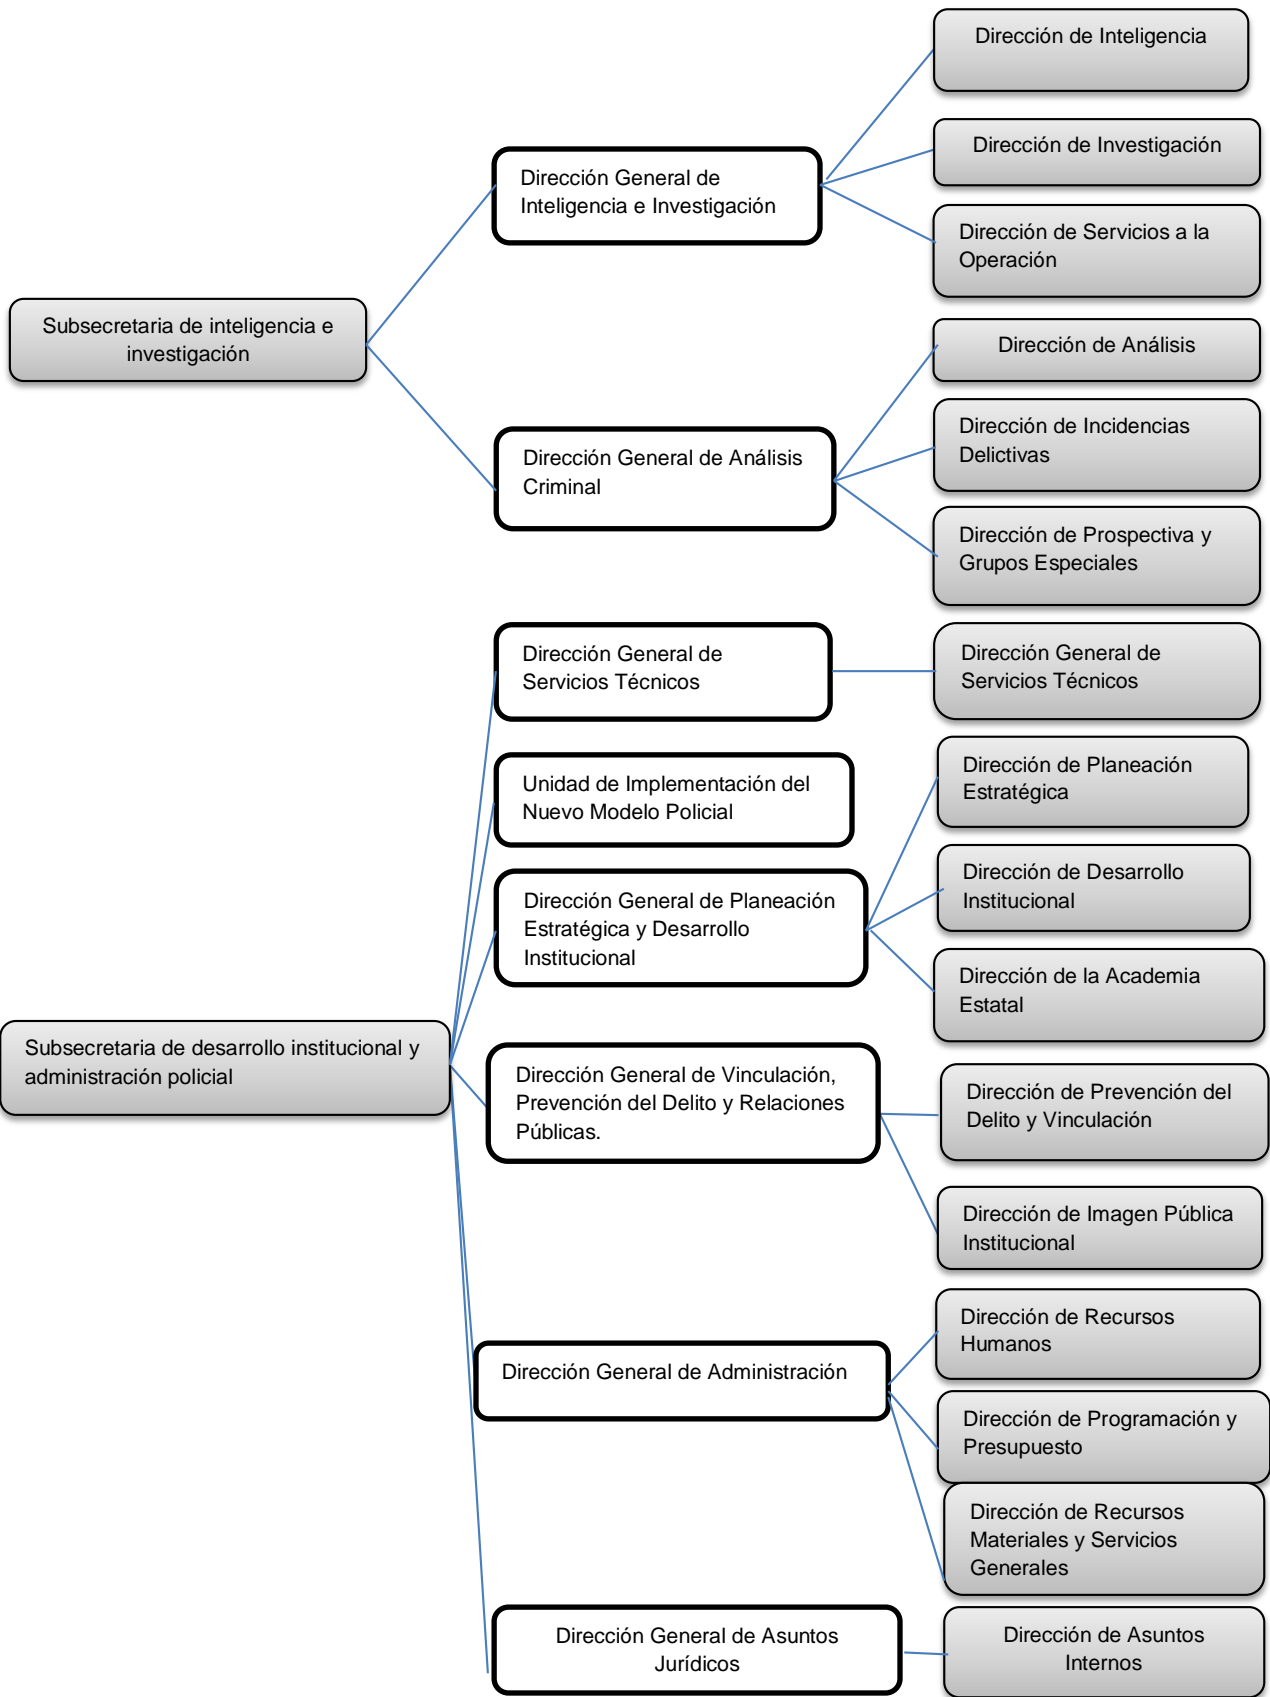 Subsecretaria de inteligencia e
investigación
Dirección General de
Inteligencia e Investigación
Dirección de Inteligencia
Dirección de Investigación
Dirección de Servicios a la
Operación
Dirección General de Análisis
Criminal
Dirección de Análisis
Dirección de Incidencias
Delictivas
Dirección de Prospectiva y
Grupos Especiales
Subsecretaria de desarrollo institucional y
administración policial
Dirección General de
Servicios Técnicos
Dirección General de
Servicios Técnicos
Unidad de Implementación del
Nuevo Modelo Policial
Dirección General de Planeación
Estratégica y Desarrollo
Institucional
Dirección de Planeación
Estratégica
Dirección de Desarrollo
Institucional
Dirección de la Academia
Estatal
Dirección General de Vinculación,
Prevención del Delito y Relaciones
Públicas.
Dirección de Prevención del
Delito y Vinculación
Dirección de Imagen Pública
Institucional
Dirección General de Administración
Dirección de Recursos
Humanos
Dirección de Programación y
Presupuesto
Dirección de Recursos
Materiales y Servicios
Generales
Dirección General de Asuntos
Jurídicos
Dirección de Asuntos
Internos